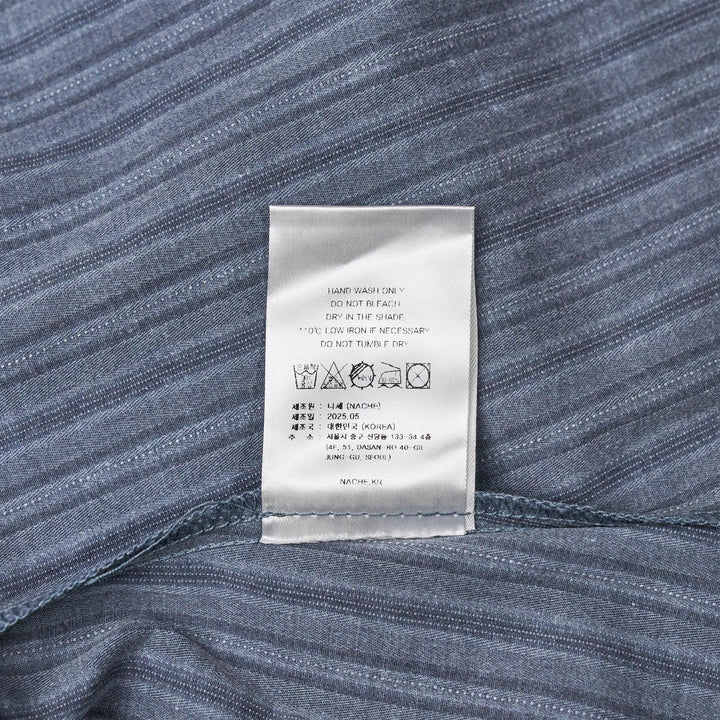 HAND WASH ONLY
DO NOT BLEACH
DRY IN THE SHADE
110℃ LOW IRON IF NECESSARY
DO NOT TUMBLE DRY
제조원 : 나체 (NACHE)
제조일 : 2025.05
제조국 : 대한민국 (KOREA)
주 소 : 서울시 중구 신당동 133-34 4층
(4F, 51, DASAN-RO 40-GIL
JUNG-GU, SEOUL)
NACHE.KR